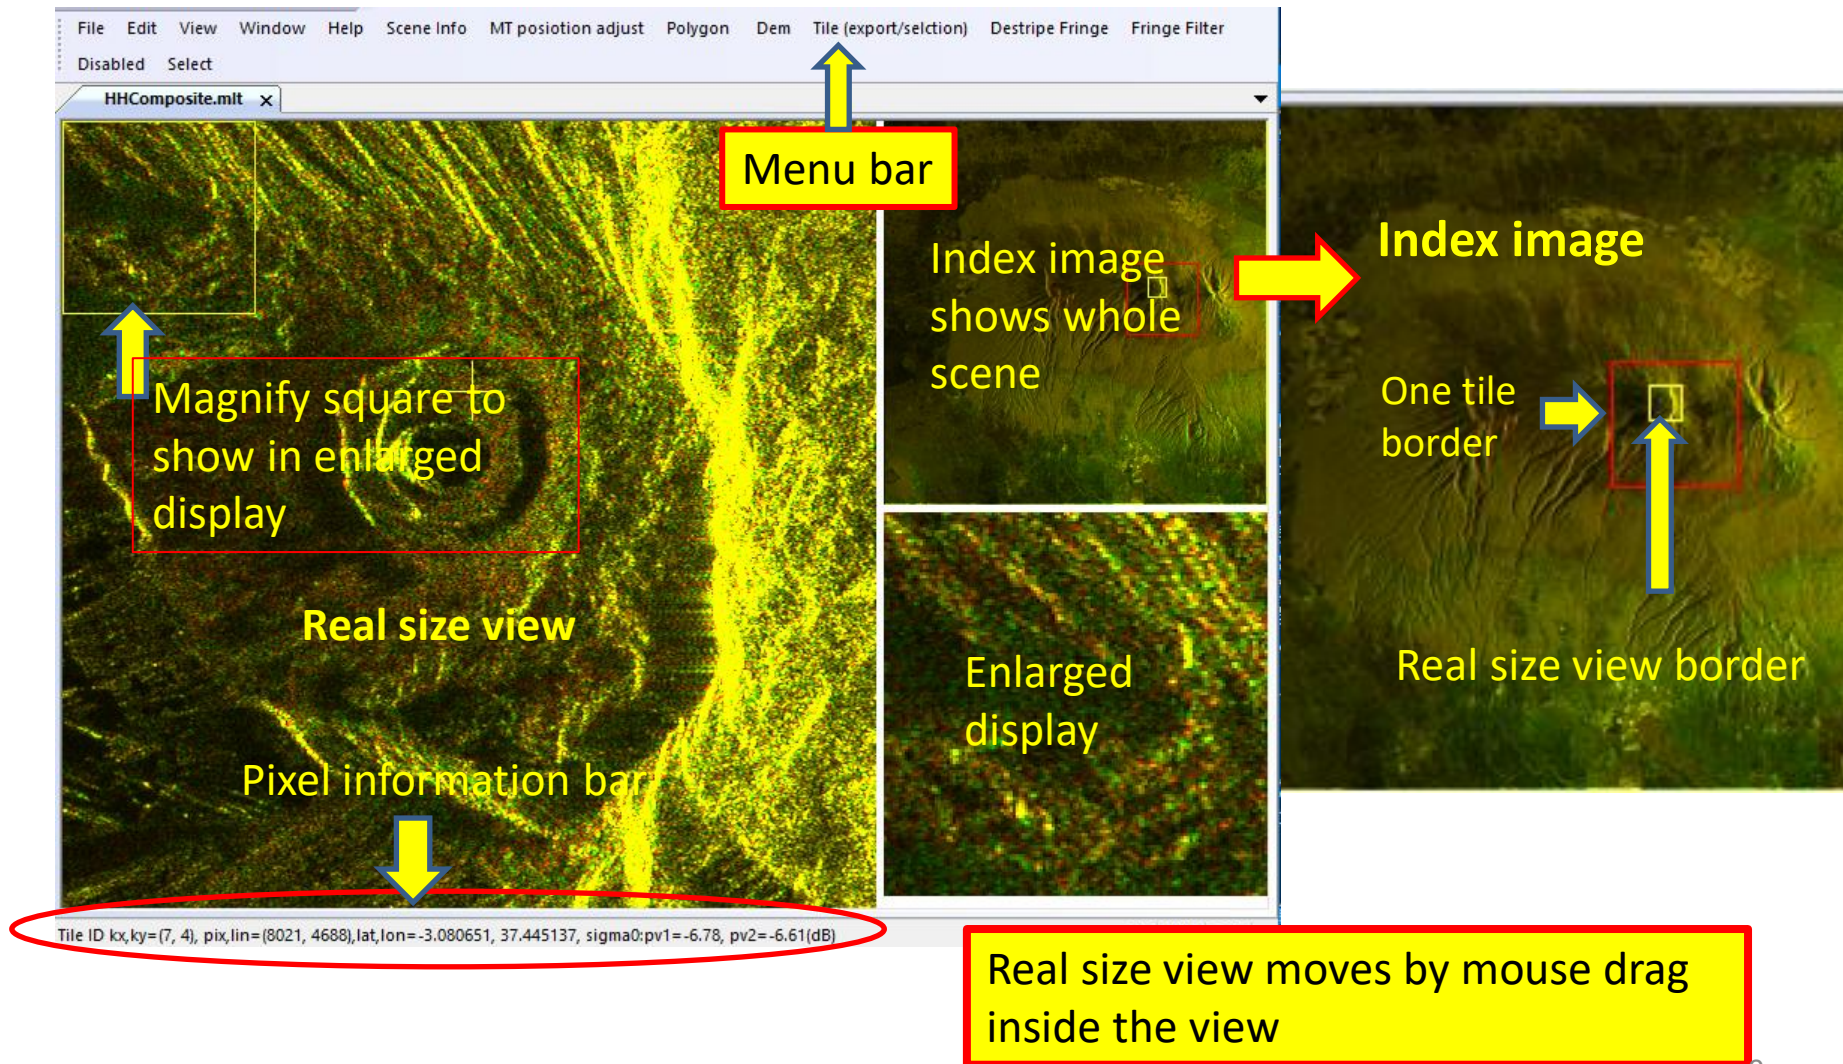 File Edit View Window Help Scene Info MT posiotion adjust Polygon Dem Tile (export/selction) Destripe Fringe Fringe Filter
Disabled Select
HHComposite.mlt x
Menu bar
Index image
shows whole
scene
Index image
One tile
border
Magnify square to
show in enlarged
display
Real size view
Enlarged
display
Real size view border
Pixel information bar
Tile ID kx,ky=(7, 4), pix,lin=(8021, 4688),lat,lon=-3.080651, 37.445137, sigma0:pv1=-6.78, pv2=-6.61(dB)
Real size view moves by mouse drag
inside the view